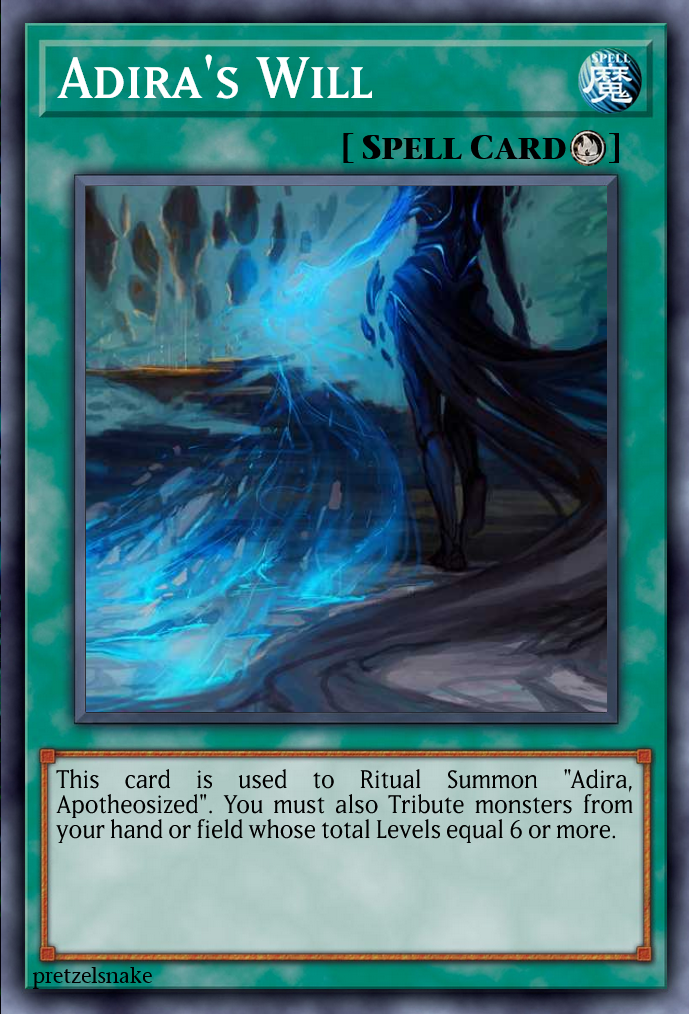 Adira's Will
SPELL
魔
[ Spell Card ]
This card is used to Ritual Summon "Adira,
Apotheosized". You must also Tribute monsters from
your hand or field whose total Levels equal 6 or more.
pretzelsnake